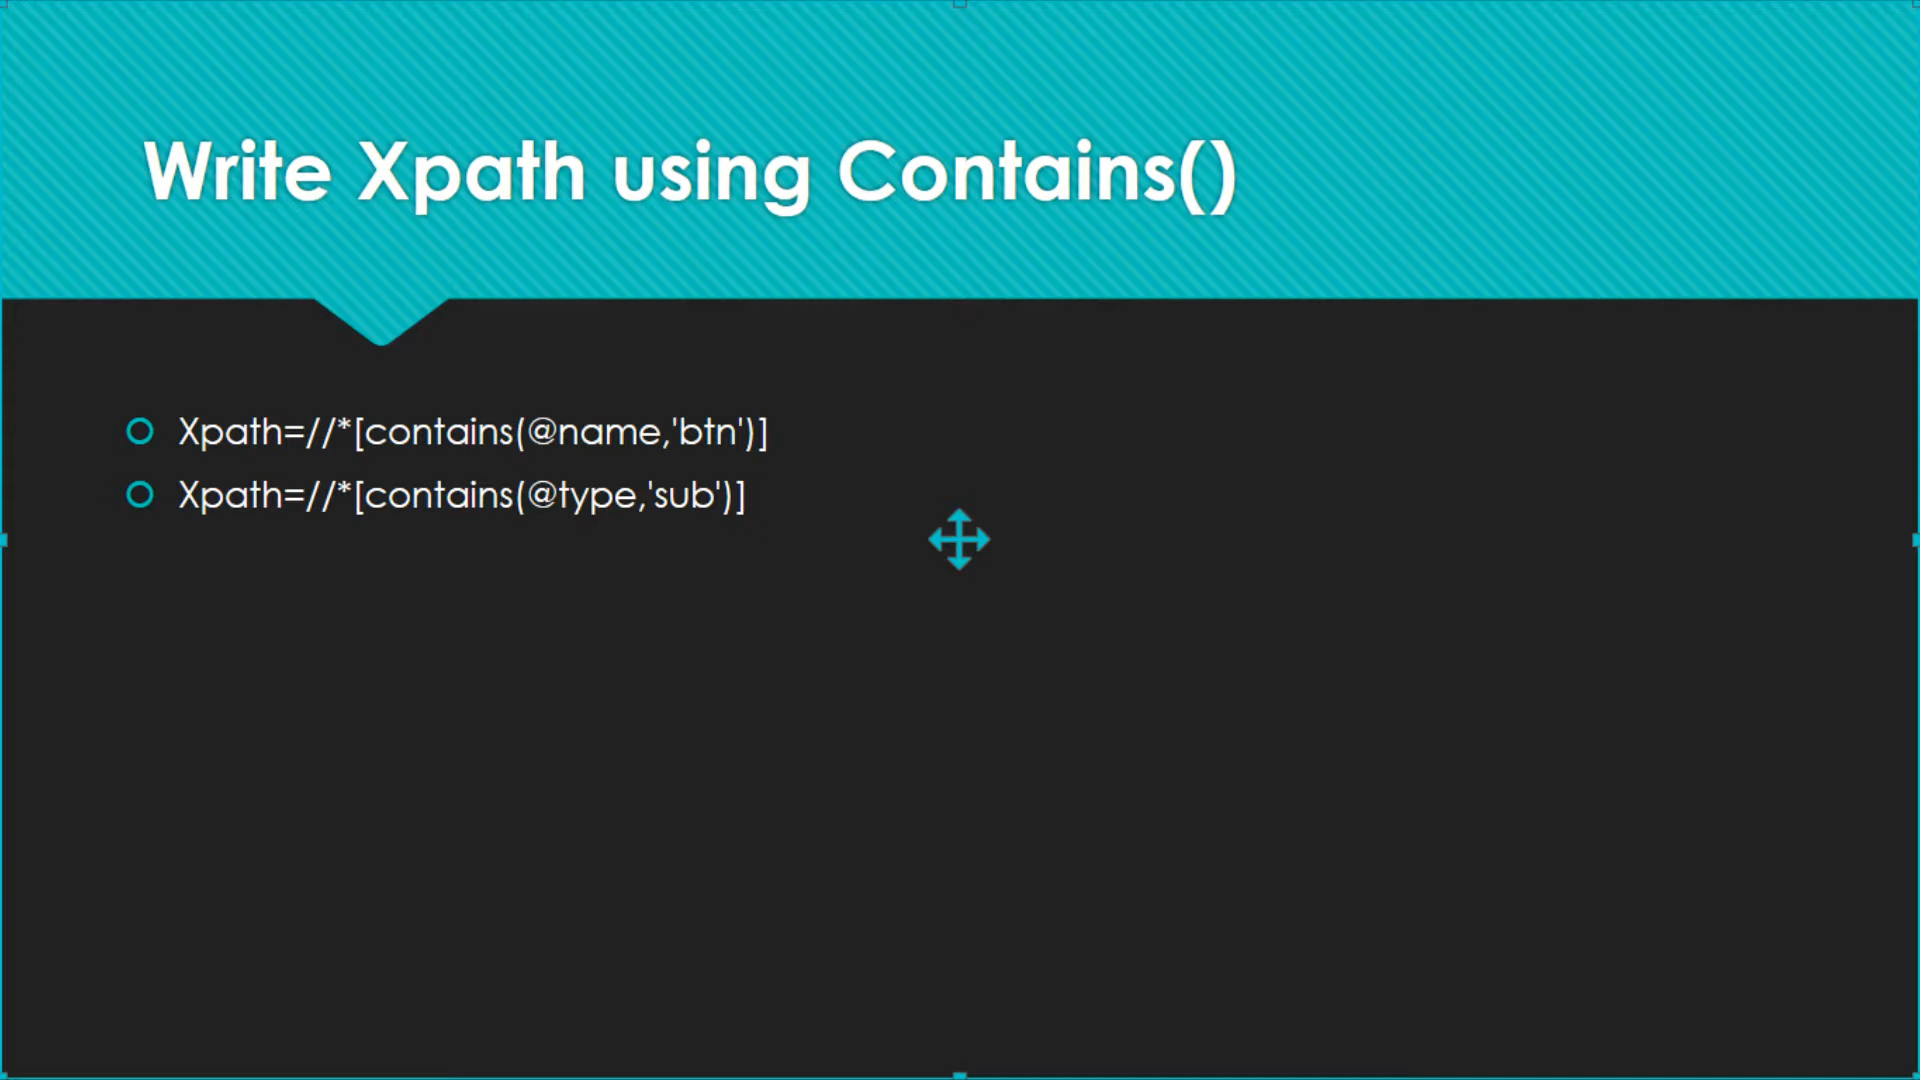 Write Xpath using Contains()
Xpath=//*[contains(@name,'btn')]
Xpath=//*[contains(@type,'sub')]